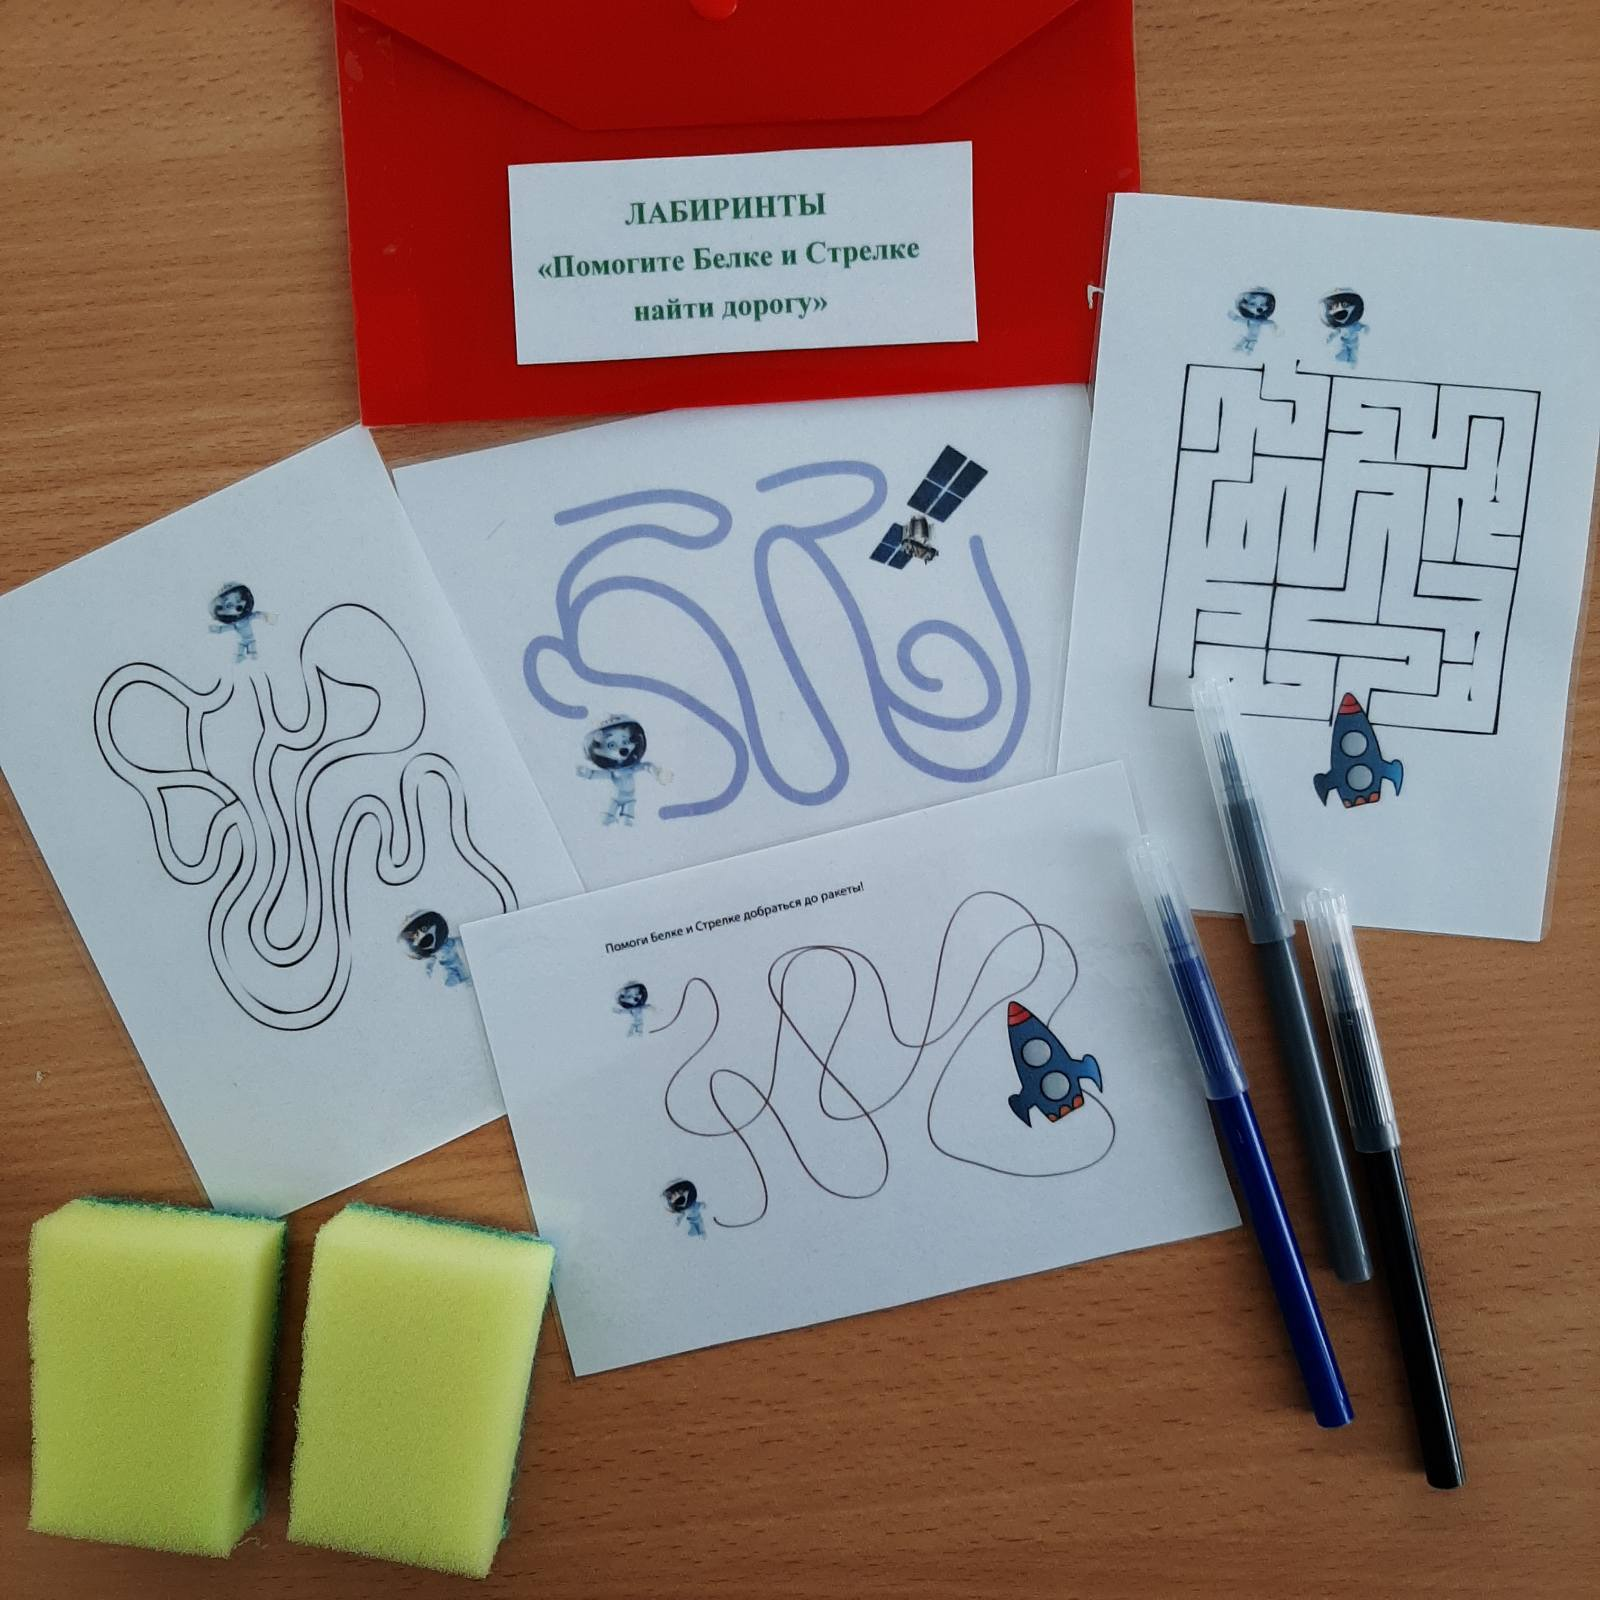 ЛАБИРИНТЫ
«Помогите Белке и Стрелке
найти дорогу»
Помоги Белке и Стрелке добраться до ракеты!